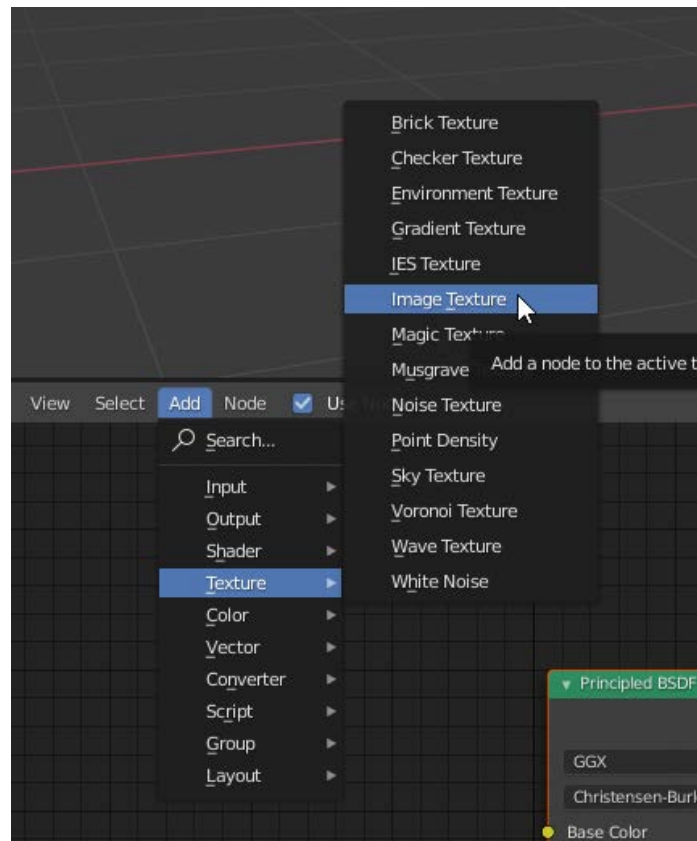 Brick Texture
Checker Texture
Environment Texture
Gradient Texture
IES Texture
Image Texture
Magic Texture
Musgrave
Add a node to the active t
View Select Add Node U
Noise Texture
Search...
Point Density
Sky Texture
Input
Voronoi Texture
Output
Wave Texture
Shader
White Noise
Texture
Color
Vector
Converter
Script
Group
Layout
Principled BSDF
GGX
Christensen-Burl
Base Color